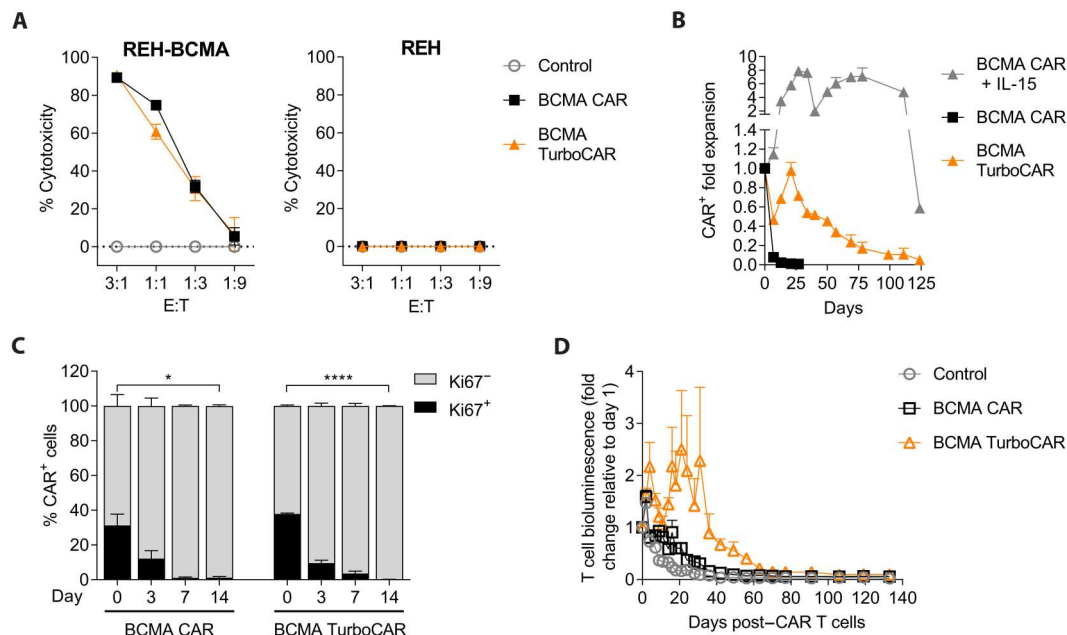 A
REH-BCMA
% Cytotoxicity
100
80
60
40
20
0
3:1 1:1 1:3 1:9
E:T
REH
% Cytotoxicity
100
80
60
40
20
0
3:1 1:1 1:3 1:9
E:T
Control
BCMA CAR
BCMA
TurboCAR
B
CAR+ fold expansion
10
8
6
4
2
1.4
1.2
1.0
0.8
0.6
0.4
0.2
0.0
0 25 50 75 100 125
Days
BCMA CAR
+ IL-15
BCMA CAR
BCMA
TurboCAR
C
% CAR+ cells
120
100
80
60
40
20
0
*
****
Ki67−
Ki67+
Day 0 3 7 14 0 3 7 14
BCMA CAR BCMA TurboCAR
D
T cell bioluminescence (fold
change relative to day 1)
4
2
1
0
0 20 40 60 80 100 120 140
Days post–CAR T cells
Control
BCMA CAR
BCMA TurboCAR